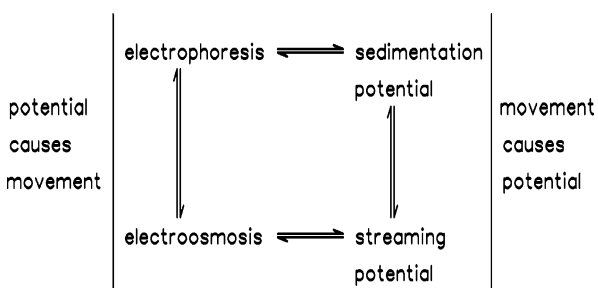 electrophoresis
sedimentation
potential
potential
causes
movement
movement
causes
potential
electroosmosis
streaming
potential